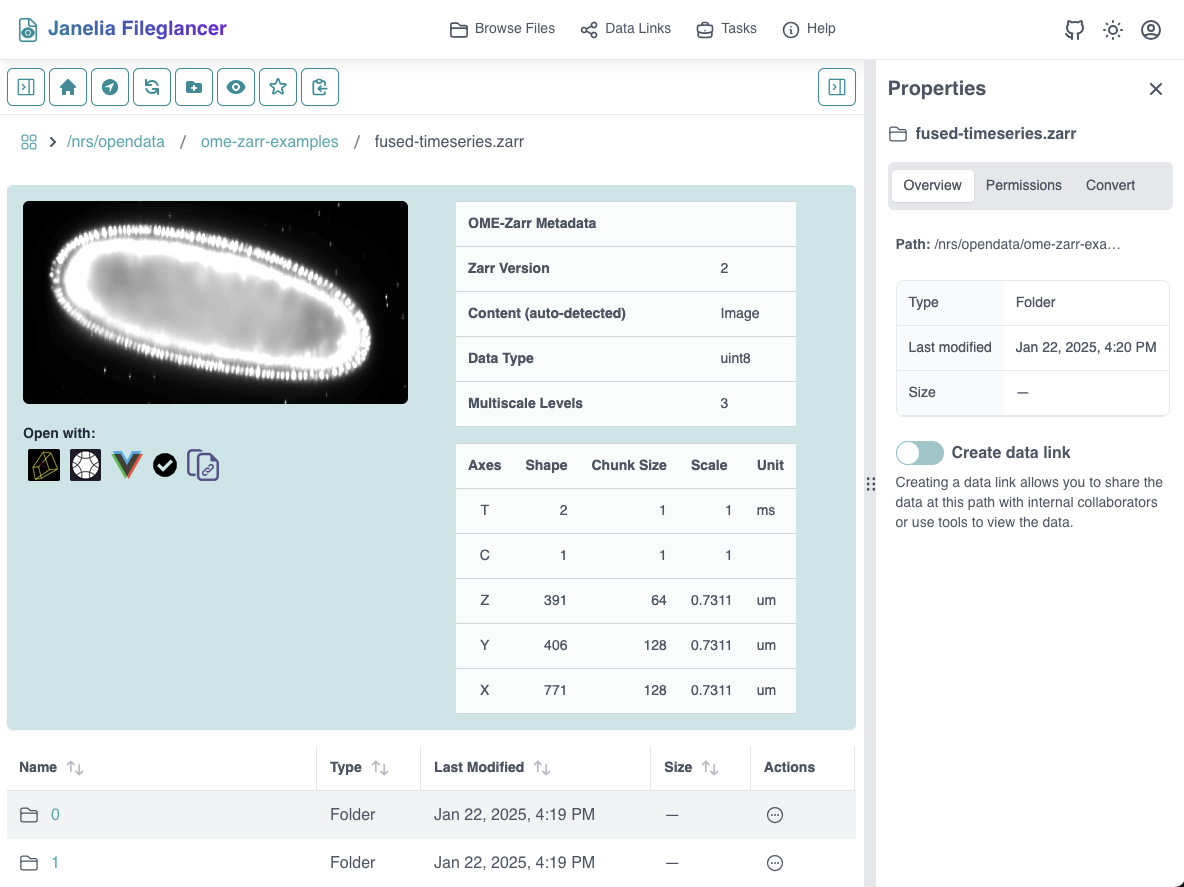 Janelia Fileglancer
Browse Files
Data Links
Tasks
Help
/nrs/opendata / ome-zarr-examples / fused-timeseries.zarr
Open with:
OME-Zarr Metadata
Zarr Version 2
Content (auto-detected) Image
Data Type uint8
Multiscale Levels 3
Axes Shape Chunk Size Scale Unit
T 2 1 1 ms
C 1 1 1
Z 391 64 0.7311 um
Y 406 128 0.7311 um
X 771 128 0.7311 um
Name Type Last Modified Size Actions
0 Folder Jan 22, 2025, 4:19 PM —
1 Folder Jan 22, 2025, 4:19 PM —
Properties
fused-timeseries.zarr
Overview Permissions Convert
Path: /nrs/opendata/ome-zarr-exa…
Type Folder
Last modified Jan 22, 2025, 4:20 PM
Size —
Create data link
Creating a data link allows you to share the
data at this path with internal collaborators
or use tools to view the data.